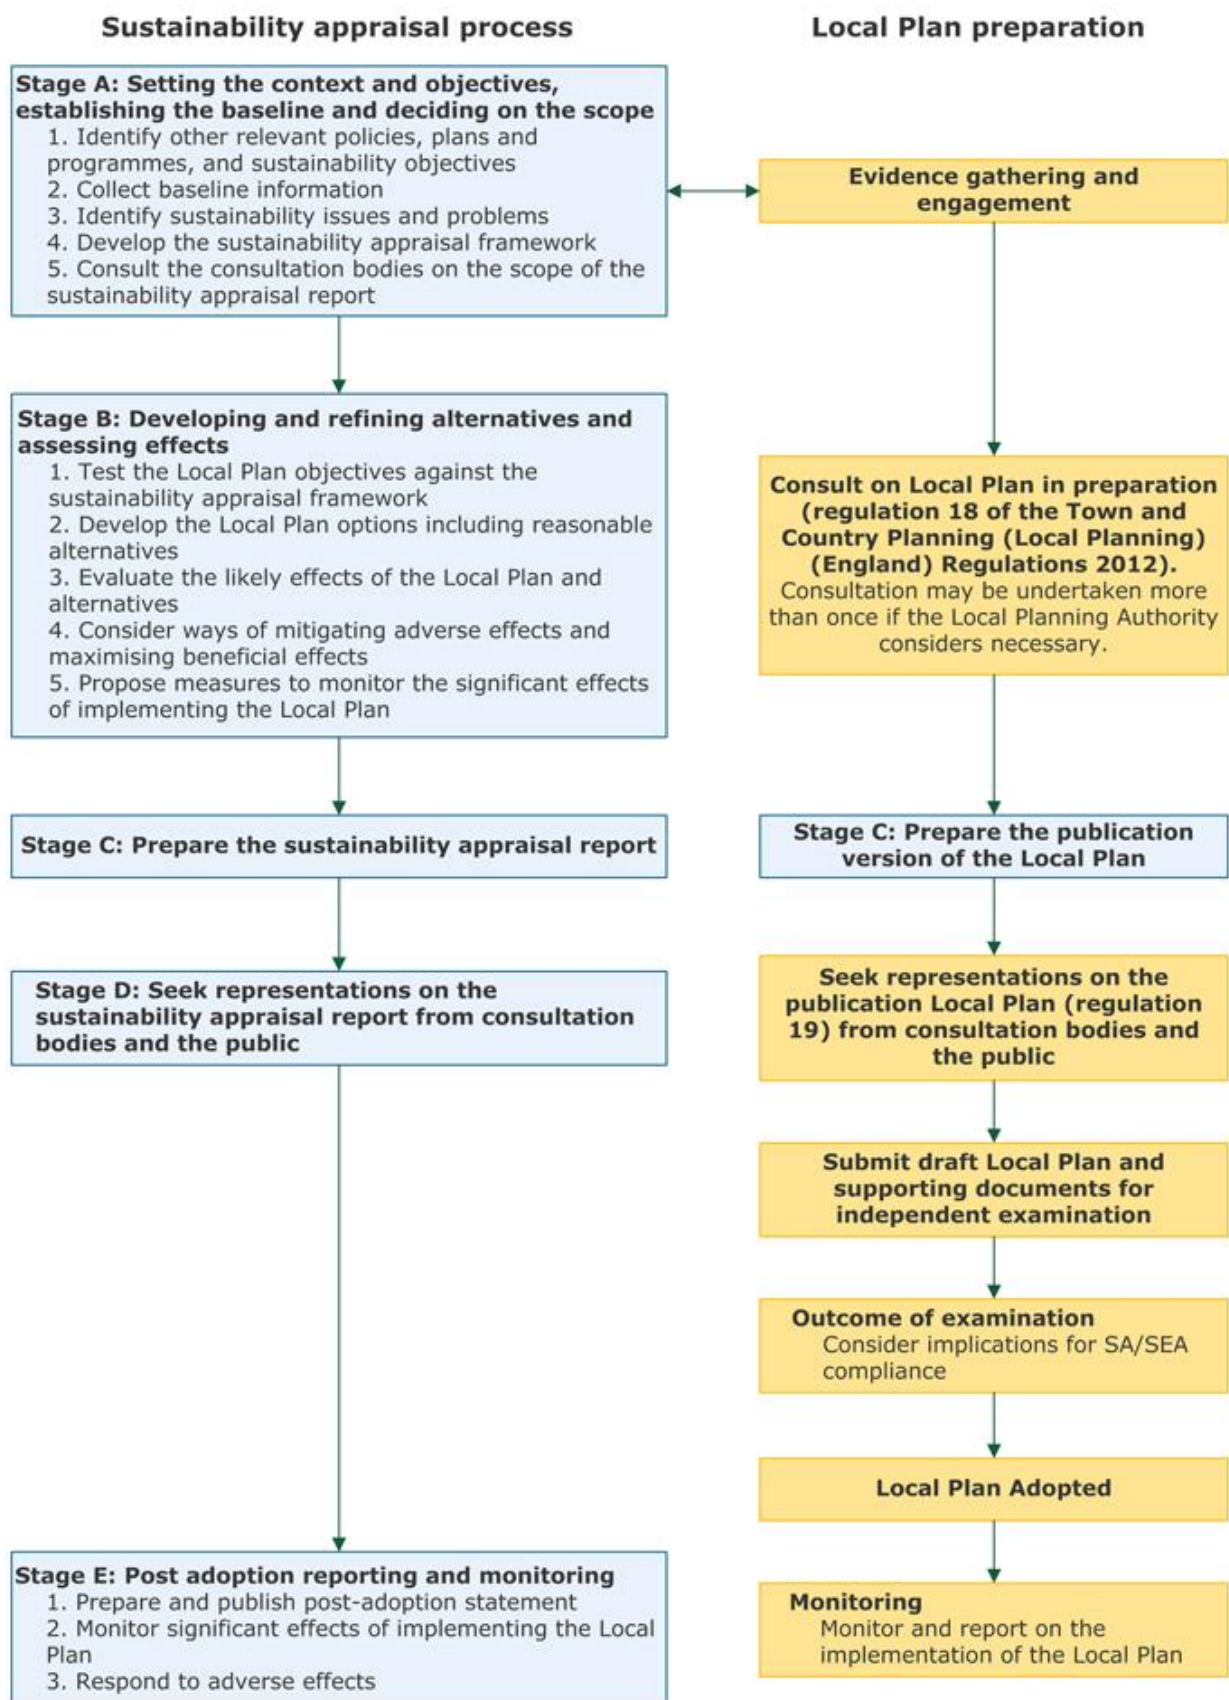 Sustainability appraisal process
Local Plan preparation
Stage A: Setting the context and objectives,
establishing the baseline and deciding on the scope
1. Identify other relevant policies, plans and
programmes, and sustainability objectives
2. Collect baseline information
3. Identify sustainability issues and problems
4. Develop the sustainability appraisal framework
5. Consult the consultation bodies on the scope of the
sustainability appraisal report
Evidence gathering and
engagement
Stage B: Developing and refining alternatives and
assessing effects
1. Test the Local Plan objectives against the
sustainability appraisal framework
2. Develop the Local Plan options including reasonable
alternatives
3. Evaluate the likely effects of the Local Plan and
alternatives
4. Consider ways of mitigating adverse effects and
maximising beneficial effects
5. Propose measures to monitor the significant effects
of implementing the Local Plan
Consult on Local Plan in preparation
(regulation 18 of the Town and
Country Planning (Local Planning)
(England) Regulations 2012).
Consultation may be undertaken more
than once if the Local Planning Authority
considers necessary.
Stage C: Prepare the sustainability appraisal report
Stage C: Prepare the publication
version of the Local Plan
Stage D: Seek representations on the
sustainability appraisal report from consultation
bodies and the public
Seek representations on the
publication Local Plan (regulation
19) from consultation bodies and
the public
Submit draft Local Plan and
supporting documents for
independent examination
Outcome of examination
Consider implications for SA/SEA
compliance
Local Plan Adopted
Stage E: Post adoption reporting and monitoring
1. Prepare and publish post-adoption statement
2. Monitor significant effects of implementing the Local
Plan
3. Respond to adverse effects
Monitoring
Monitor and report on the
implementation of the Local Plan